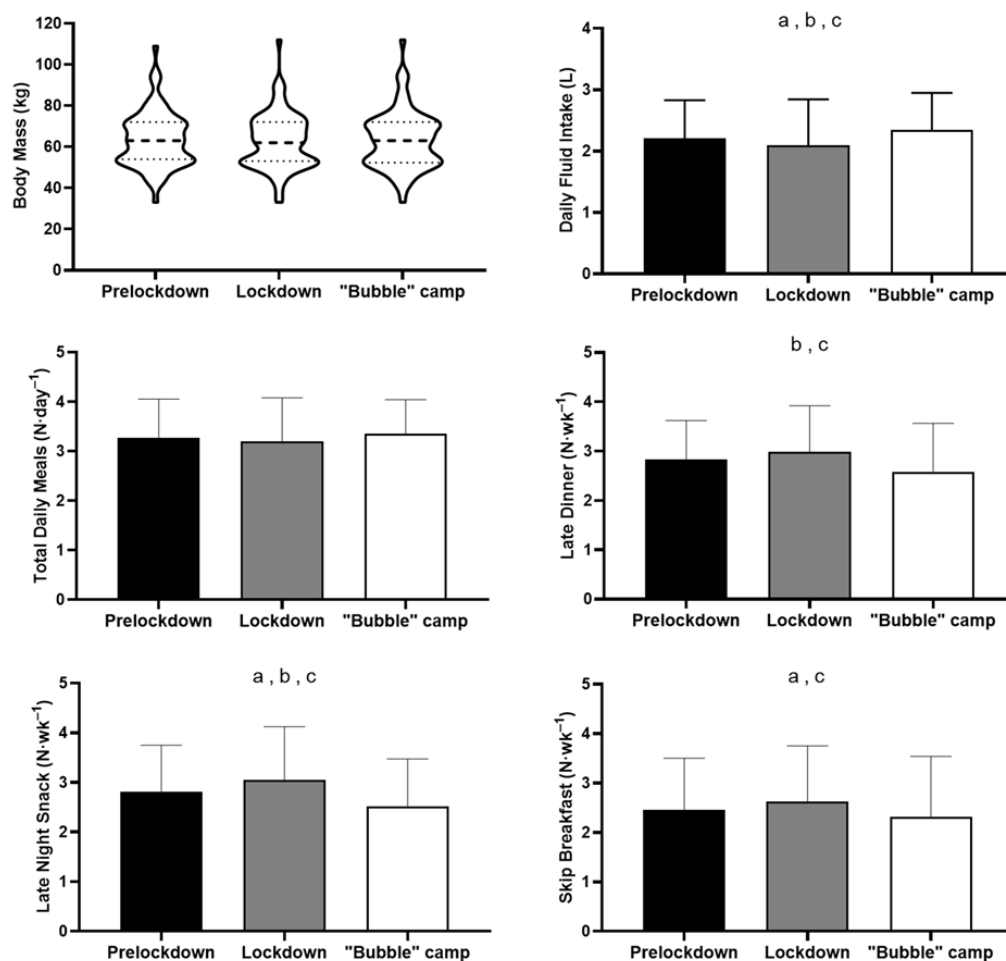 Body Mass (kg)
120
100
80
60
40
20
0
Prelockdown Lockdown "Bubble" camp
a , b , c
Daily Fluid Intake (L)
4
3
2
1
0
Prelockdown Lockdown "Bubble" camp
Total Daily Meals (N·day⁻¹)
5
4
3
2
1
0
Prelockdown Lockdown "Bubble" camp
b , c
Late Dinner (N·wk⁻¹)
5
4
3
2
1
0
Prelockdown Lockdown "Bubble" camp
a , b , c
Late Night Snack (N·wk⁻¹)
5
4
3
2
1
0
Prelockdown Lockdown "Bubble" camp
a , c
Skip Breakfast (N·wk⁻¹)
5
4
3
2
1
0
Prelockdown Lockdown "Bubble" camp